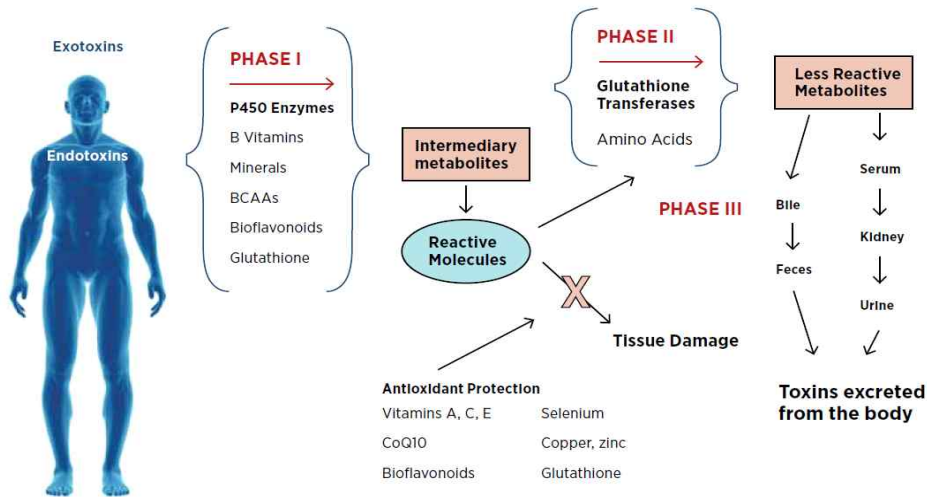 Exotoxins
Endotoxins
PHASE I
P450 Enzymes
B Vitamins
Minerals
BCAAs
Bioflavonoids
Glutathione
Intermediary
metabolites
Reactive
Molecules
PHASE II
Glutathione
Transferases
Amino Acids
X
Tissue Damage
Antioxidant Protection
Vitamins A, C, E
Selenium
CoQ10
Copper, zinc
Bioflavonoids
Glutathione
PHASE III
Less Reactive
Metabolites
Bile
Feces
Serum
KIdney
Urine
Toxins excreted
from the body